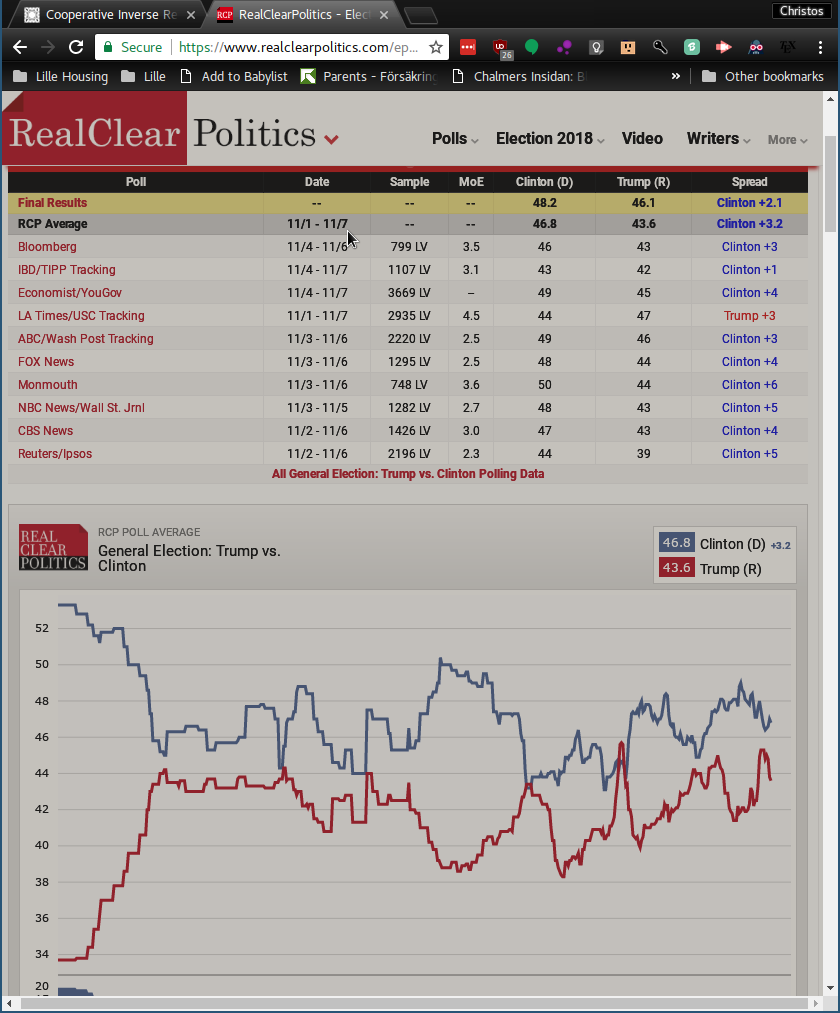 Christos
Cooperative Inverse Re
RCP RealClearPolitics - Elec
Secure https://www.realclearpolitics.com/ep...
26
Lille Housing Lille Add to Babylist Parents - Försäkring Chalmers Insidan: B » Other bookmarks
RealClear Politics
Polls Election 2018 Video Writers More
Poll Date Sample MoE Clinton (D) Trump (R) Spread
Final Results -- -- -- 48.2 46.1 Clinton +2.1
RCP Average 11/1 - 11/7 -- -- 46.8 43.6 Clinton +3.2
Bloomberg 11/4 - 11/6 799 LV 3.5 46 43 Clinton +3
IBD/TIPP Tracking 11/4 - 11/7 1107 LV 3.1 43 42 Clinton +1
Economist/YouGov 11/4 - 11/7 3669 LV -- 49 45 Clinton +4
LA Times/USC Tracking 11/1 - 11/7 2935 LV 4.5 44 47 Trump +3
ABC/Wash Post Tracking 11/3 - 11/6 2220 LV 2.5 49 46 Clinton +3
FOX News 11/3 - 11/6 1295 LV 2.5 48 44 Clinton +4
Monmouth 11/3 - 11/6 748 LV 3.6 50 44 Clinton +6
NBC News/Wall St. Jrnl 11/3 - 11/5 1282 LV 2.7 48 43 Clinton +5
CBS News 11/2 - 11/6 1426 LV 3.0 47 43 Clinton +4
Reuters/Ipsos 11/2 - 11/6 2196 LV 2.3 44 39 Clinton +5
All General Election: Trump vs. Clinton Polling Data
REAL CLEAR POLITICS
RCP POLL AVERAGE
General Election: Trump vs.
Clinton
46.8 Clinton (D) +3.2
43.6 Trump (R)
52
50
48
46
44
42
40
38
36
34
20